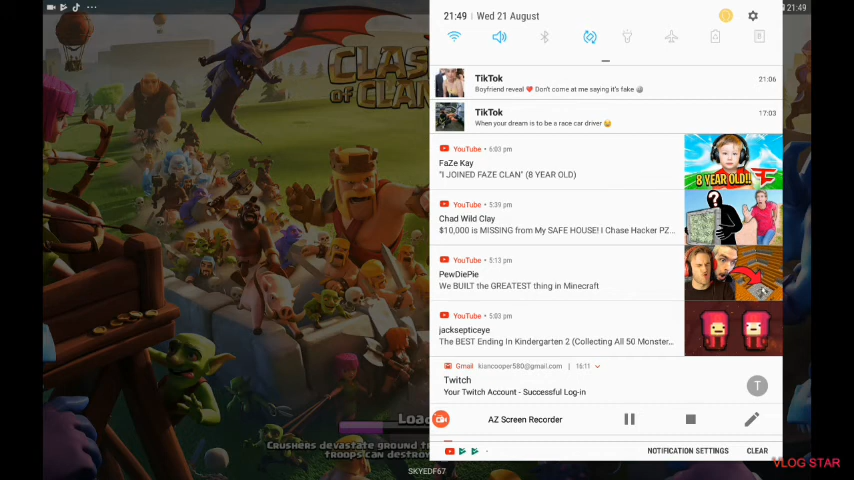 21:49 | Wed 21 August
21:49
CLAS
OF CLAN
TikTok
21:06
Boyfriend reveal ❤️ Don't come at me saying it's fake
TikTok
17:03
When your dream is to be a race car driver
YouTube • 6:03 pm
FaZe Kay
"I JOINED FAZE CLAN" (8 YEAR OLD)
8 YEAR OLD!!
YouTube • 5:39 pm
Chad Wild Clay
$10,000 is MISSING from My SAFE HOUSE! I Chase Hacker PZ...
YouTube • 5:13 pm
PewDiePie
We BUILT the GREATEST thing in Minecraft
YouTube • 5:03 pm
jacksepticeye
The BEST Ending In Kindergarten 2 (Collecting All 50 Monster...
Gmail kiancooper580@gmail.com | 16:11
Twitch
Your Twitch Account - Successful Log-in
T
AZ Screen Recorder
Loa
CRUSHERS DEVASTATE GROUND T
TROOPS CAN DESTROY
NOTIFICATION SETTINGS CLEAR
SKYEDF67
VLOG STAR